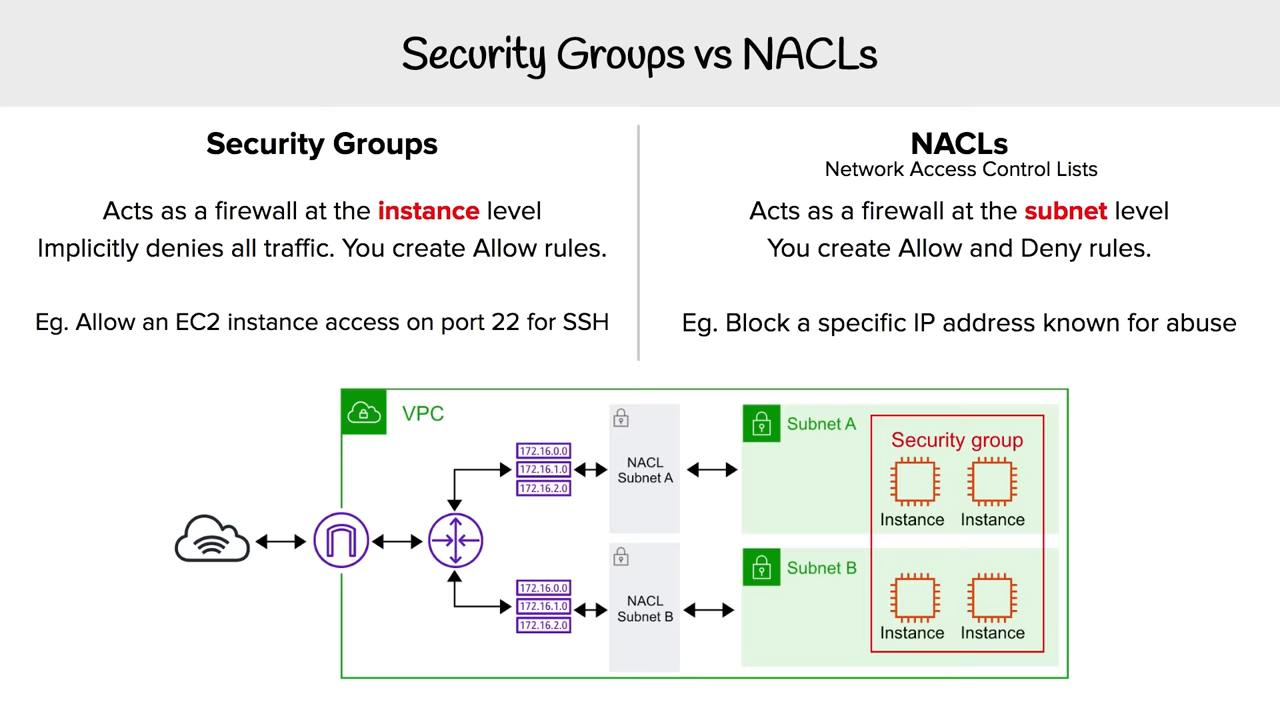 Security Groups vs NACLs
Security Groups
Acts as a firewall at the instance level
Implicitly denies all traffic. You create Allow rules.
Eg. Allow an EC2 instance access on port 22 for SSH
NACLs
Network Access Control Lists
Acts as a firewall at the subnet level
You create Allow and Deny rules.
Eg. Block a specific IP address known for abuse
VPC
172.16.0.0
172.16.1.0
172.16.2.0
NACL
Subnet A
Subnet A
Security group
Instance
Instance
172.16.0.0
172.16.1.0
172.16.2.0
NACL
Subnet B
Subnet B
Instance
Instance